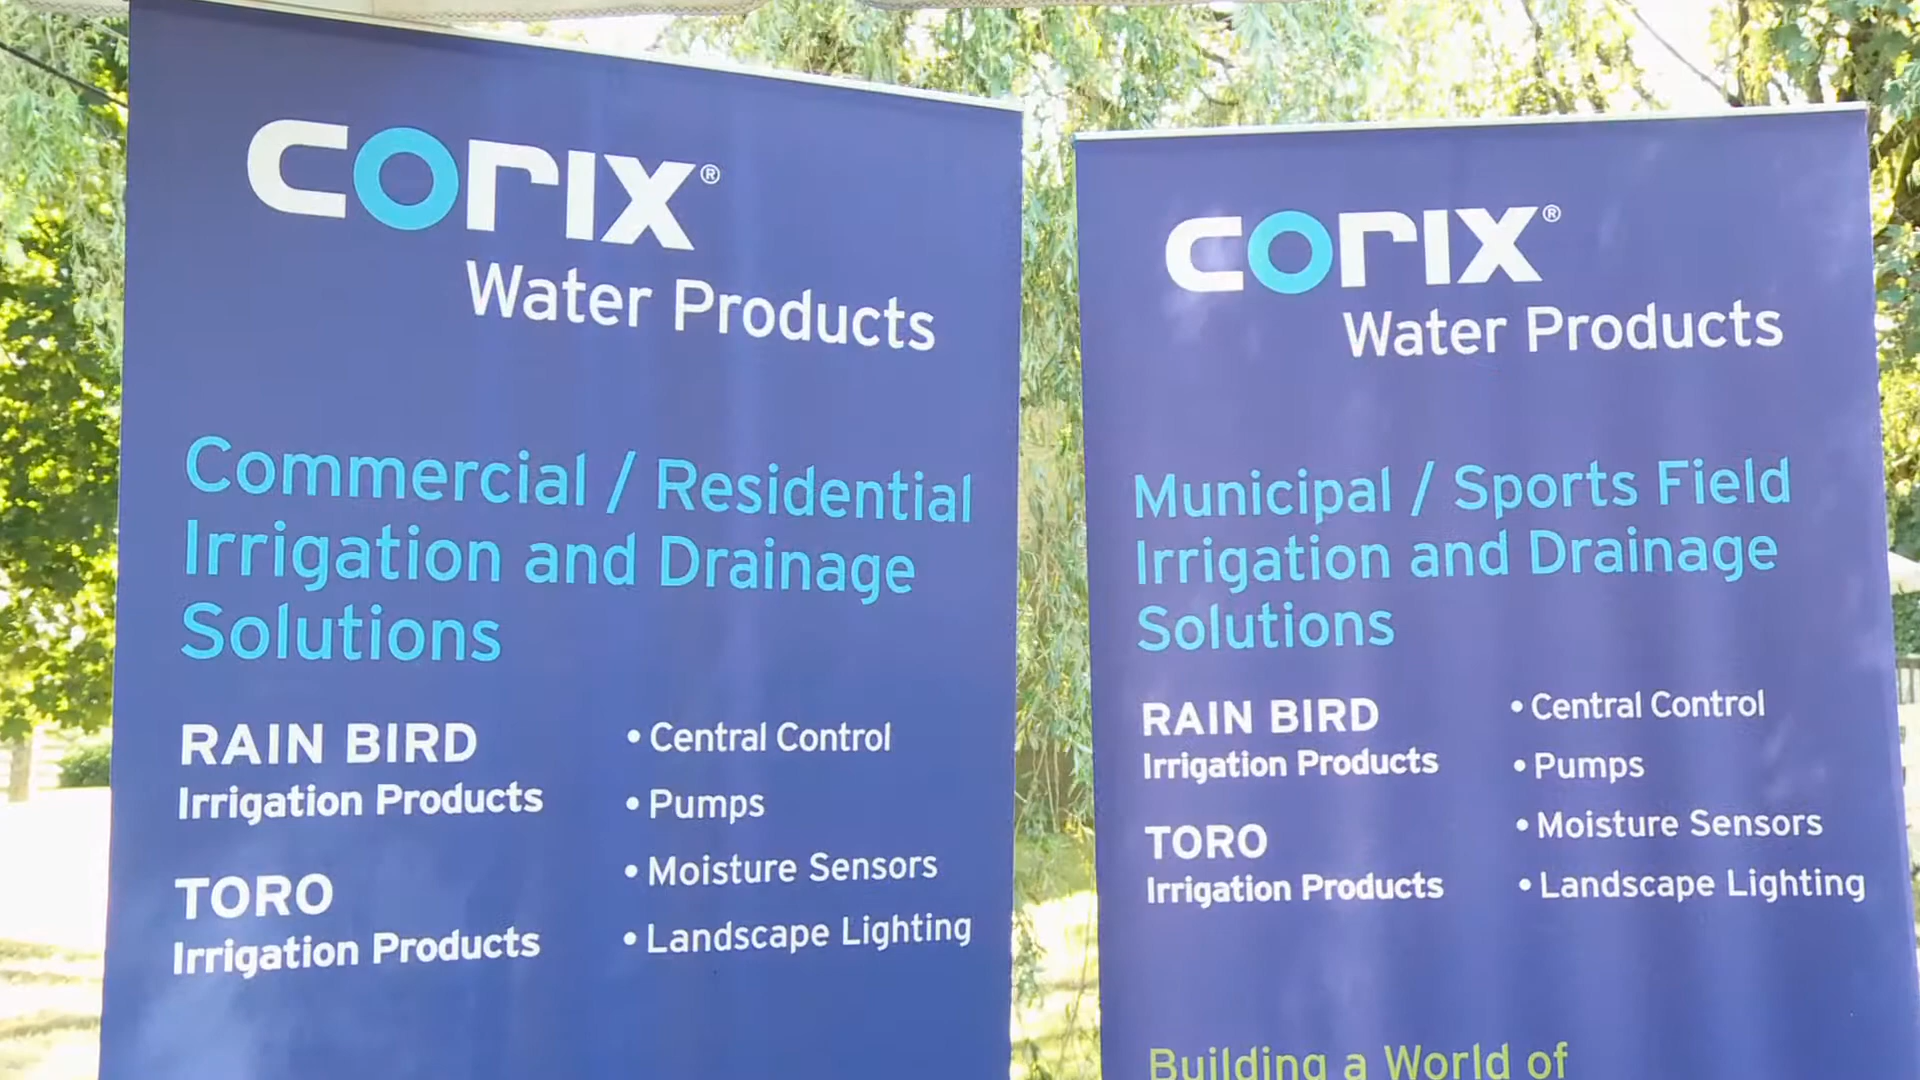 CORIX®
Water Products
Commercial / Residential
Irrigation and Drainage
Solutions
RAIN BIRD
Irrigation Products
TORO
Irrigation Products
• Central Control
• Pumps
• Moisture Sensors
• Landscape Lighting
CORIX®
Water Products
Municipal / Sports Field
Irrigation and Drainage
Solutions
RAIN BIRD
Irrigation Products
TORO
Irrigation Products
• Central Control
• Pumps
• Moisture Sensors
• Landscape Lighting
Building a World of